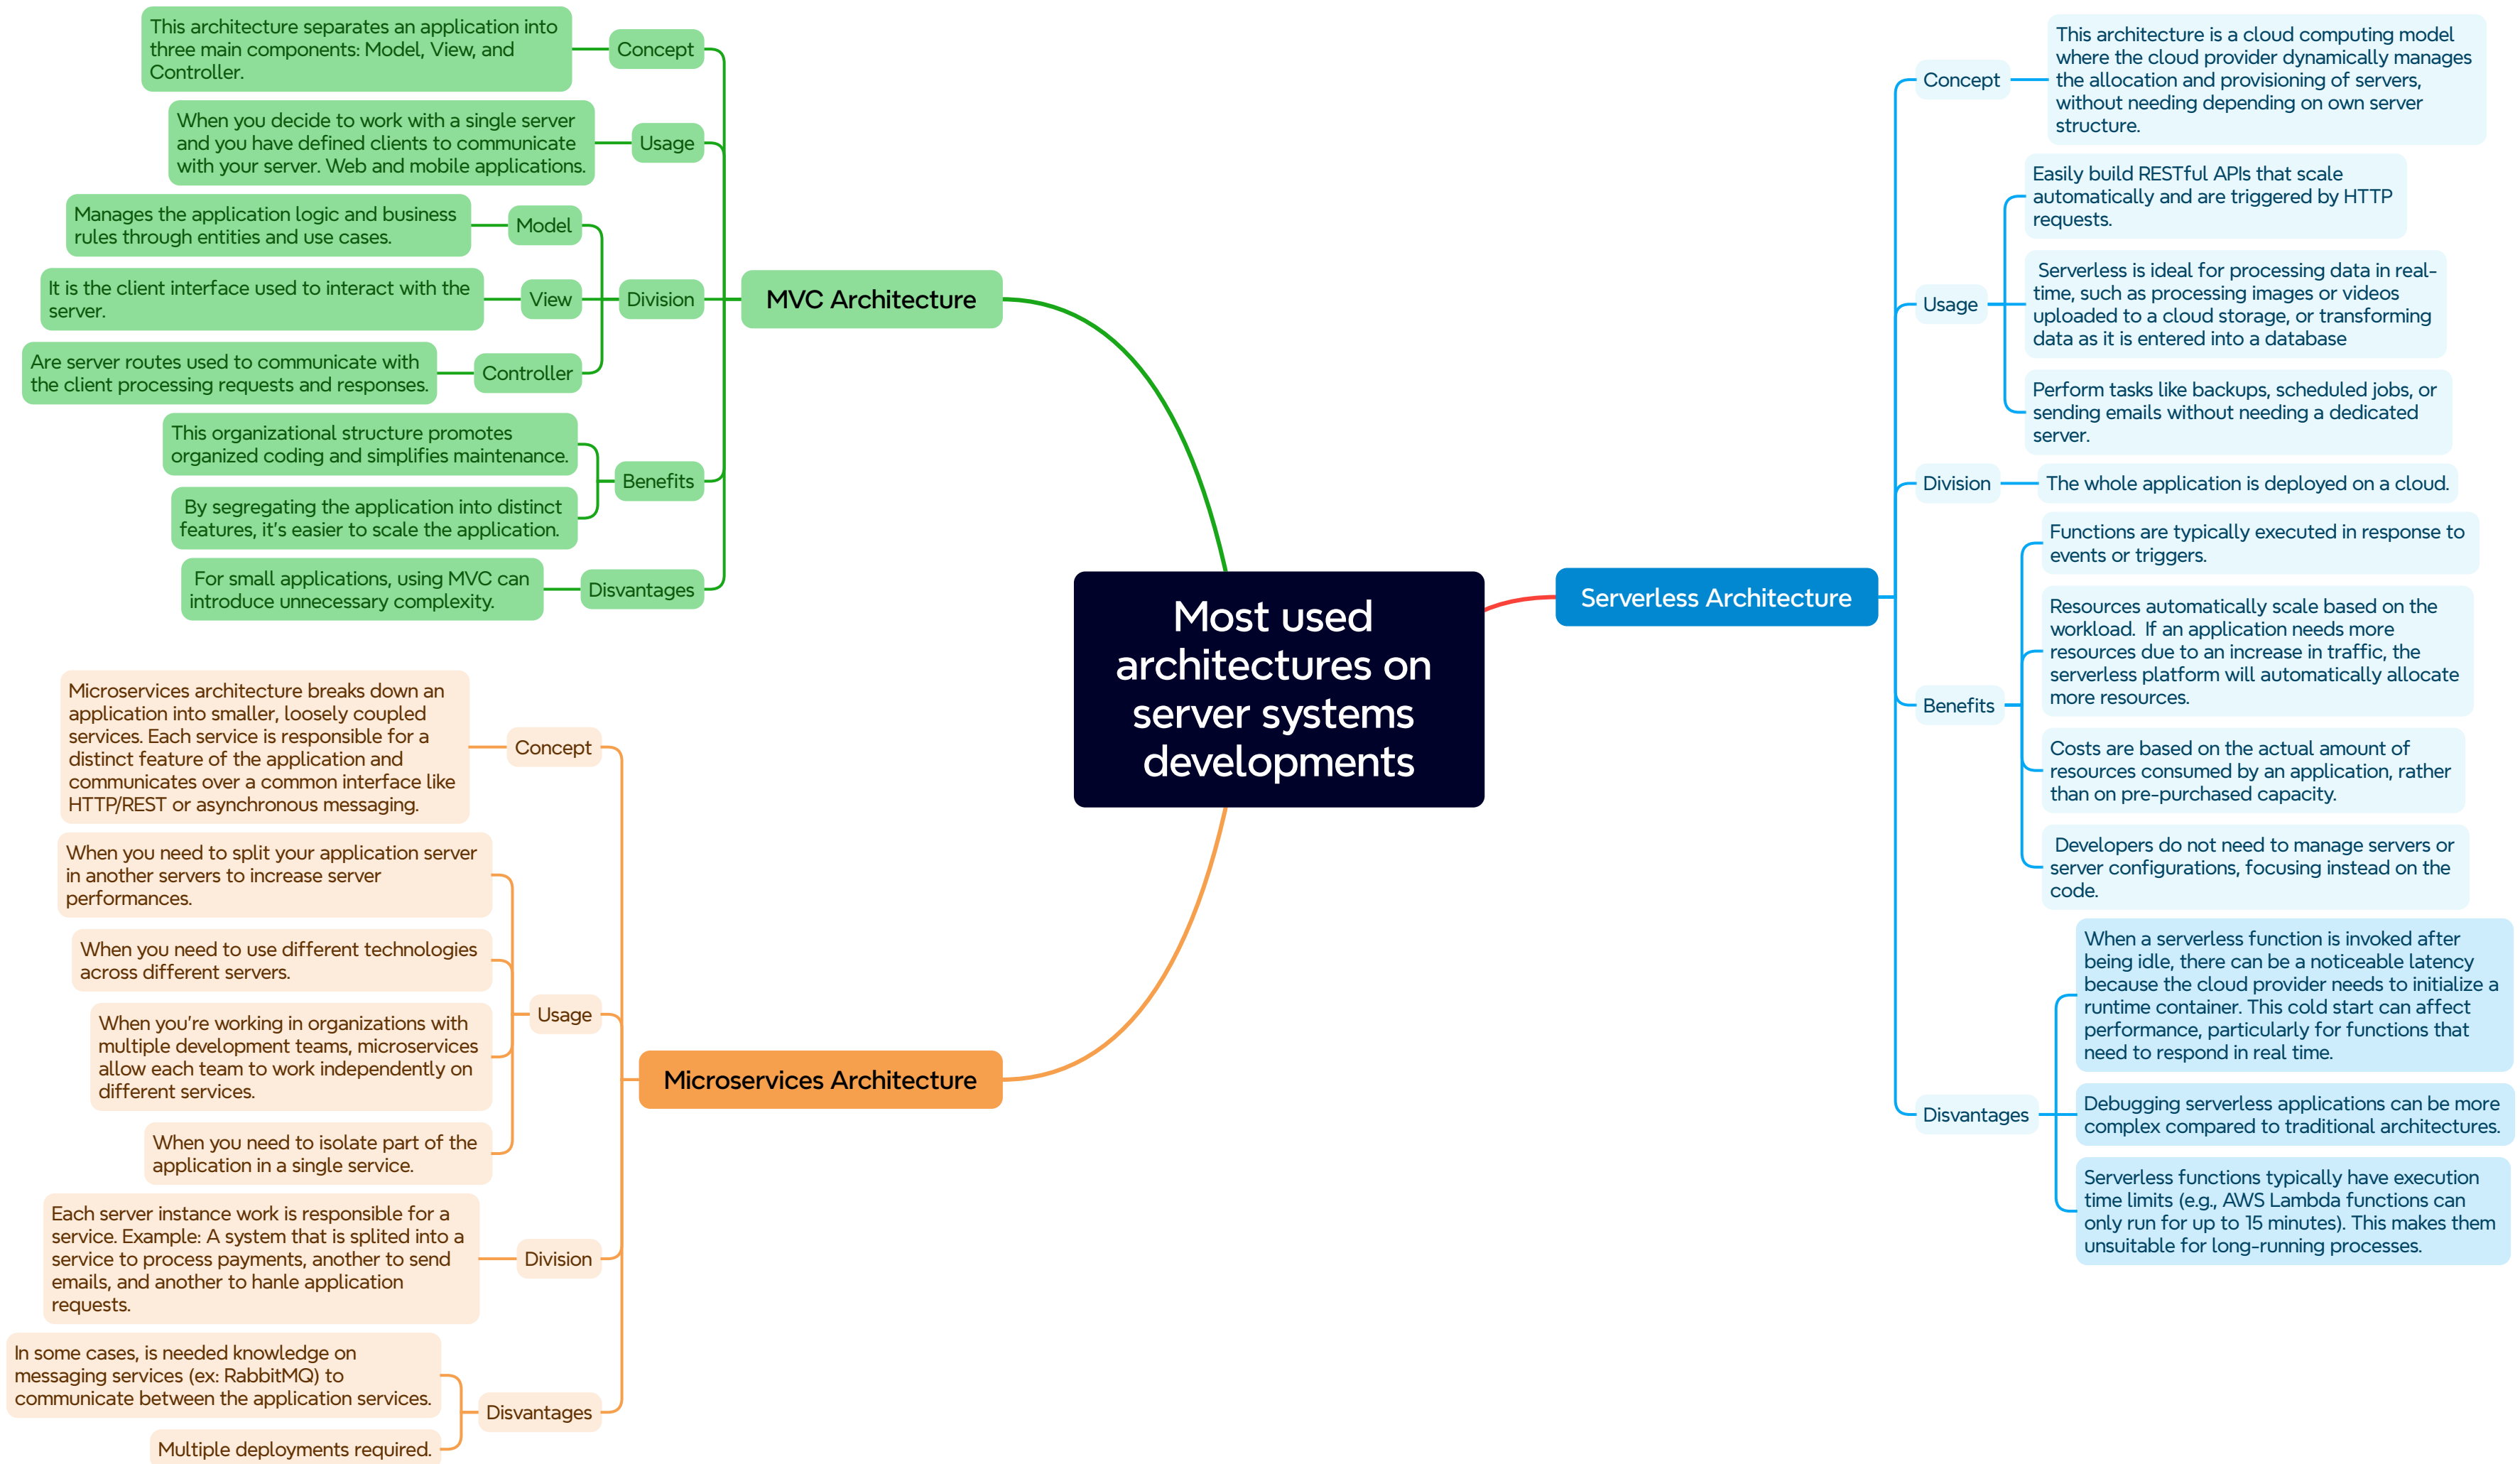 Most used
architectures on
server systems
developments
MVC Architecture
Concept
This architecture separates an application into
three main components: Model, View, and
Controller.
Usage
When you decide to work with a single server
and you have defined clients to communicate
with your server. Web and mobile applications.
Division
Model
Manages the application logic and business
rules through entities and use cases.
View
It is the client interface used to interact with the
server.
Controller
Are server routes used to communicate with
the client processing requests and responses.
Benefits
This organizational structure promotes
organized coding and simplifies maintenance.
By segregating the application into distinct
features, it's easier to scale the application.
Disvantages
For small applications, using MVC can
introduce unnecessary complexity.
Microservices Architecture
Concept
Microservices architecture breaks down an
application into smaller, loosely coupled
services. Each service is responsible for a
distinct feature of the application and
communicates over a common interface like
HTTP/REST or asynchronous messaging.
Usage
When you need to split your application server
in another servers to increase server
performances.
When you need to use different technologies
across different servers.
When you're working in organizations with
multiple development teams, microservices
allow each team to work independently on
different services.
When you need to isolate part of the
application in a single service.
Division
Each server instance work is responsible for a
service. Example: A system that is splited into a
service to process payments, another to send
emails, and another to hanle application
requests.
Disvantages
In some cases, is needed knowledge on
messaging services (ex: RabbitMQ) to
communicate between the application services.
Multiple deployments required.
Serverless Architecture
Concept
This architecture is a cloud computing model
where the cloud provider dynamically manages
the allocation and provisioning of servers,
without needing depending on own server
structure.
Usage
Easily build RESTful APIs that scale
automatically and are triggered by HTTP
requests.
Serverless is ideal for processing data in real-
time, such as processing images or videos
uploaded to a cloud storage, or transforming
data as it is entered into a database
Perform tasks like backups, scheduled jobs, or
sending emails without needing a dedicated
server.
Division
The whole application is deployed on a cloud.
Benefits
Functions are typically executed in response to
events or triggers.
Resources automatically scale based on the
workload. If an application needs more
resources due to an increase in traffic, the
serverless platform will automatically allocate
more resources.
Costs are based on the actual amount of
resources consumed by an application, rather
than on pre-purchased capacity.
Developers do not need to manage servers or
server configurations, focusing instead on the
code.
Disvantages
When a serverless function is invoked after
being idle, there can be a noticeable latency
because the cloud provider needs to initialize a
runtime container. This cold start can affect
performance, particularly for functions that
need to respond in real time.
Debugging serverless applications can be more
complex compared to traditional architectures.
Serverless functions typically have execution
time limits (e.g., AWS Lambda functions can
only run for up to 15 minutes). This makes them
unsuitable for long-running processes.